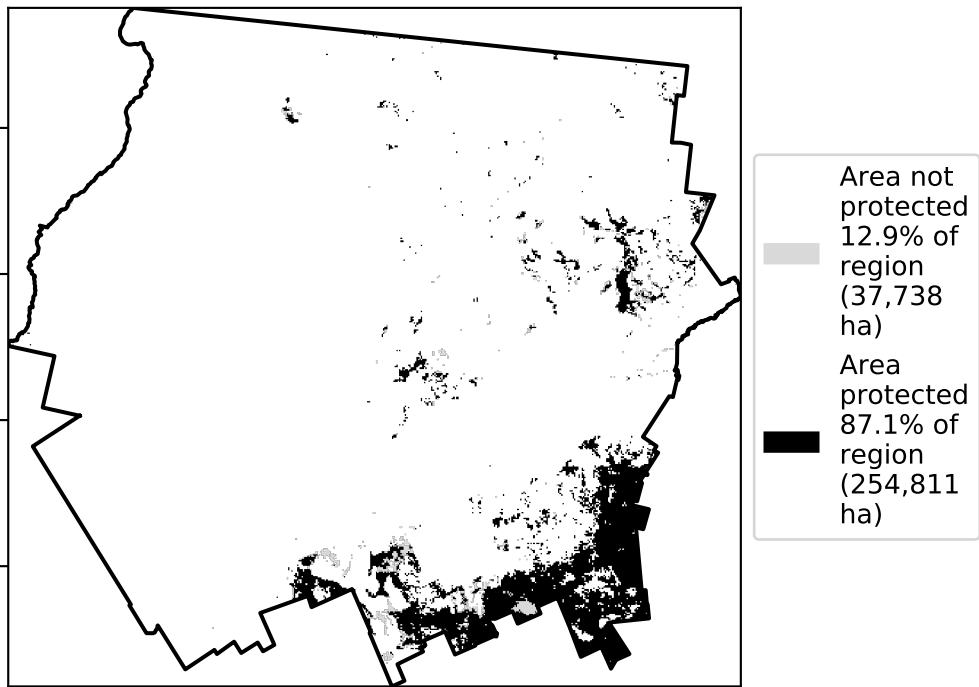 Area not
protected
12.9% of
region
(37,738
ha)
Area
protected
87.1% of
region
(254,811
ha)